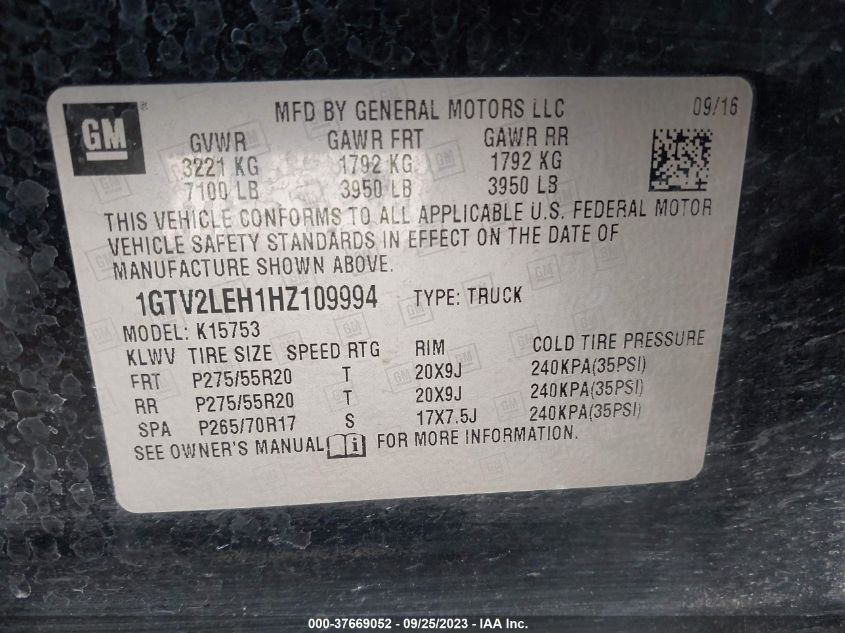 GM
MFD BY GENERAL MOTORS LLC 09/16
GVWR GAWR FRT GAWR RR
3221 KG 1792 KG 1792 KG
7100 LB 3950 LB 3950 LB
THIS VEHICLE CONFORMS TO ALL APPLICABLE U.S. FEDERAL MOTOR
VEHICLE SAFETY STANDARDS IN EFFECT ON THE DATE OF
MANUFACTURE SHOWN ABOVE.
1GTV2LEH1HZ109994 TYPE: TRUCK
MODEL: K15753
KLWV TIRE SIZE SPEED RTG RIM COLD TIRE PRESSURE
FRT P275/55R20 T 20X9J 240KPA(35PSI)
RR P275/55R20 T 20X9J 240KPA(35PSI)
SPA P265/70R17 S 17X7.5J 240KPA(35PSI)
SEE OWNER'S MANUAL i FOR MORE INFORMATION.
000-37669052 - 09/25/2023 - IAA Inc.